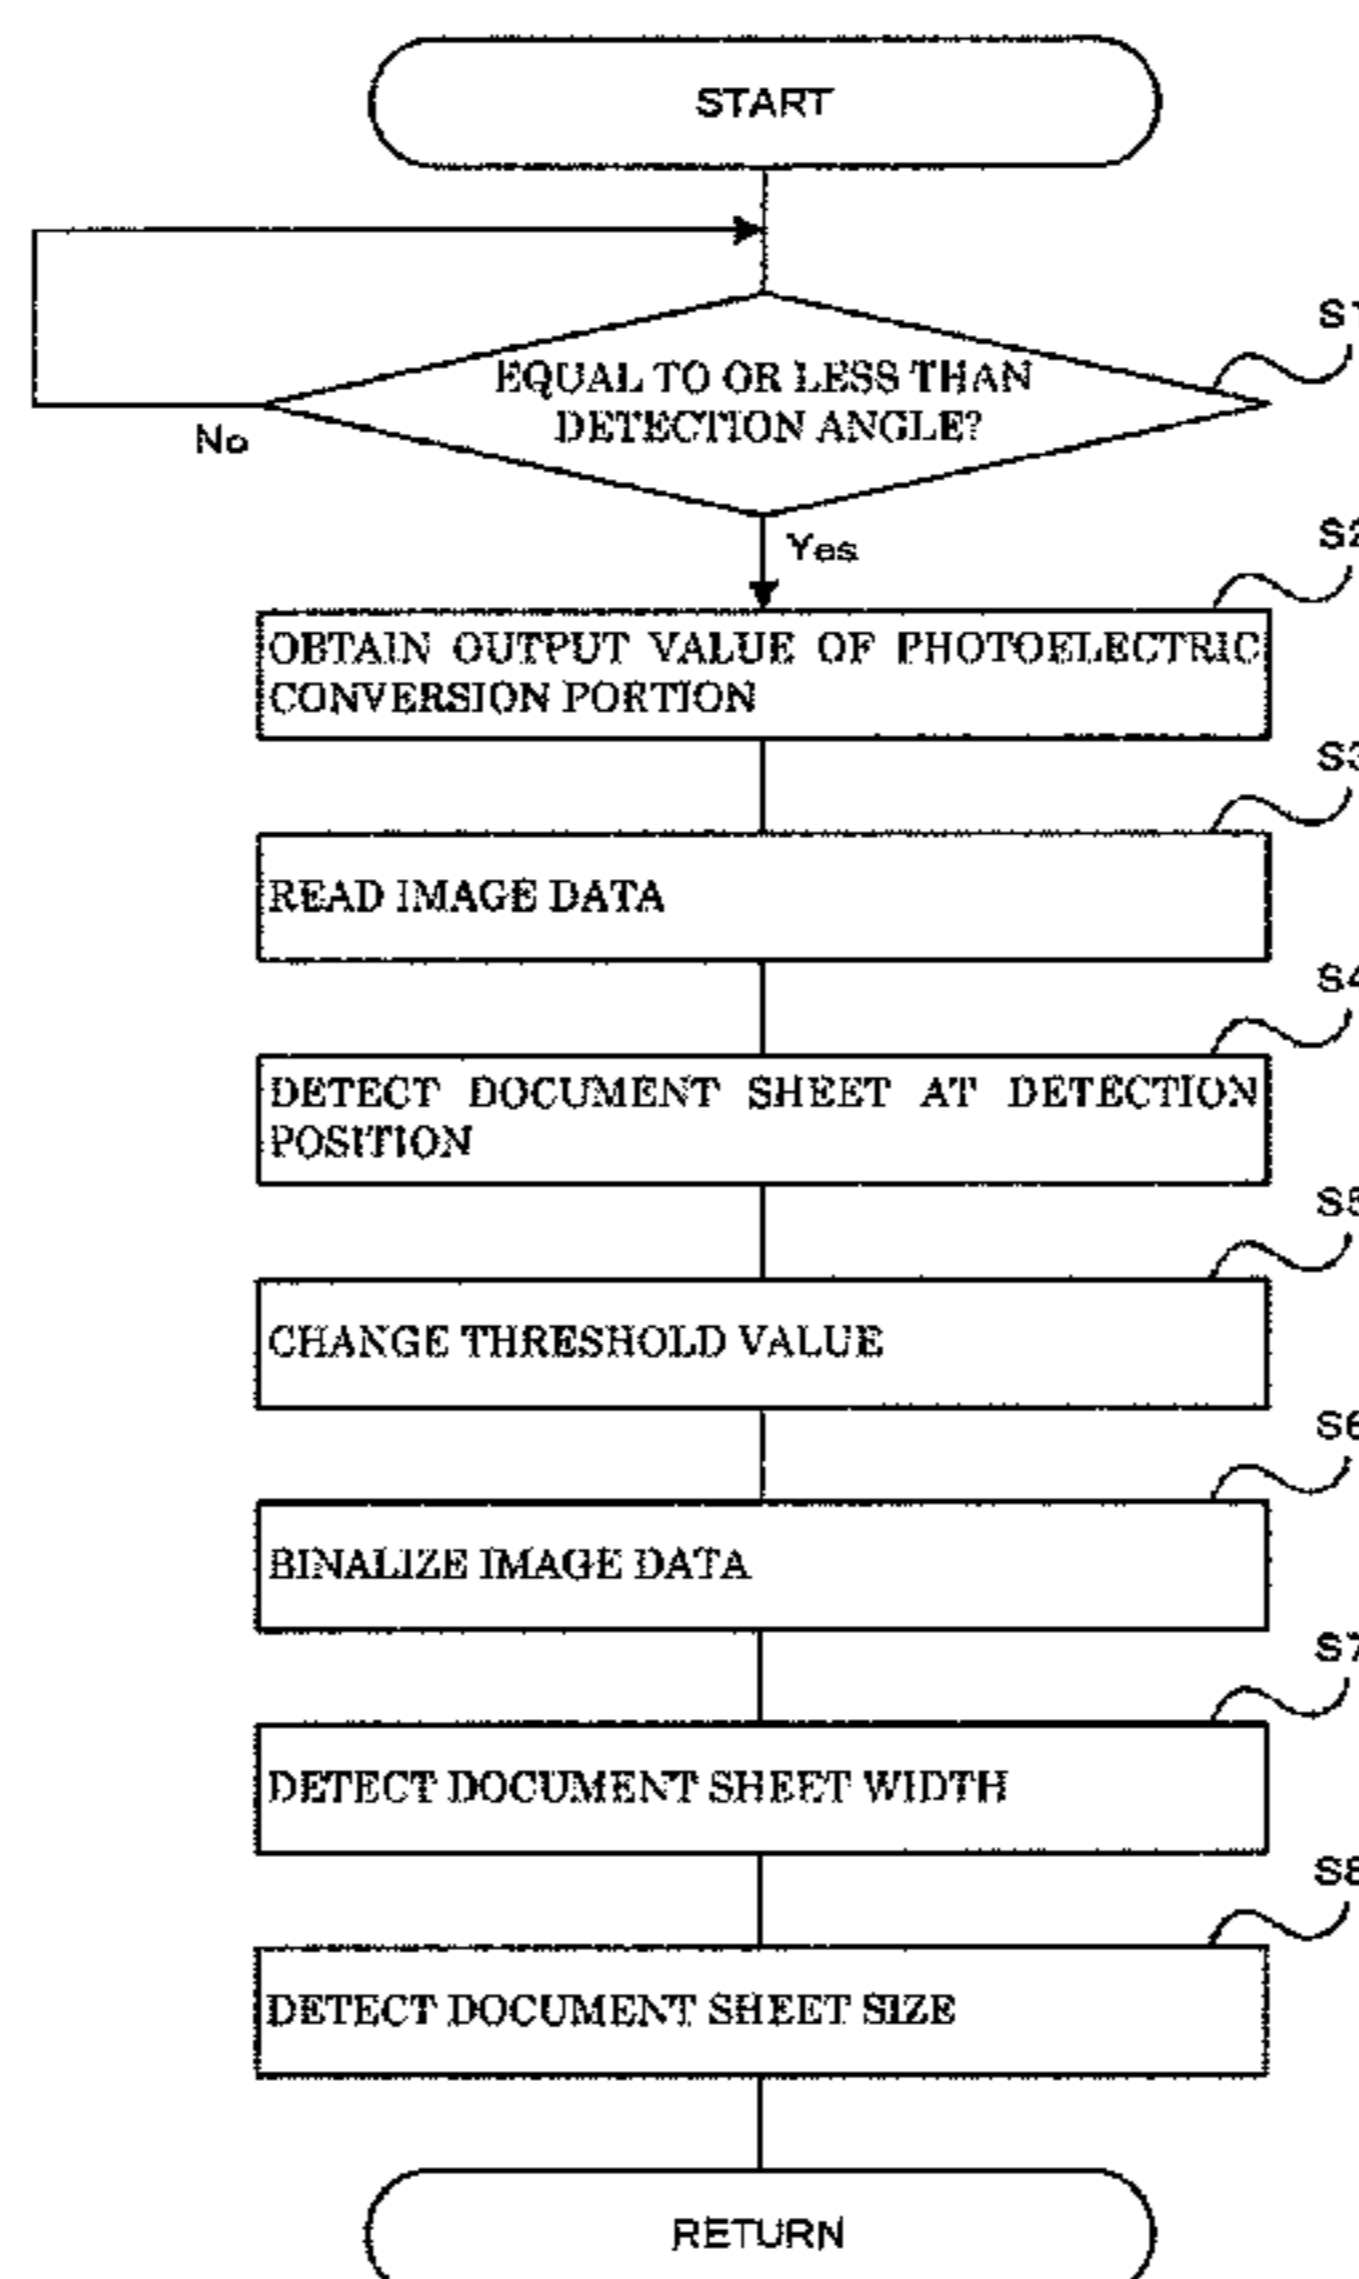 START
S1
EQUAL TO OR LESS THAN
DETECTION ANGLE?
No
Yes
S2
OBTAIN OUTPUT VALUE OF PHOTOELECTRIC
CONVERSION PORTION
S3
READ IMAGE DATA
S4
DETECT DOCUMENT SHEET AT DETECTION
POSITION
S5
CHANGE THRESHOLD VALUE
S6
BINALIZE IMAGE DATA
S7
DETECT DOCUMENT SHEET WIDTH
S8
DETECT DOCUMENT SHEET SIZE
RETURN